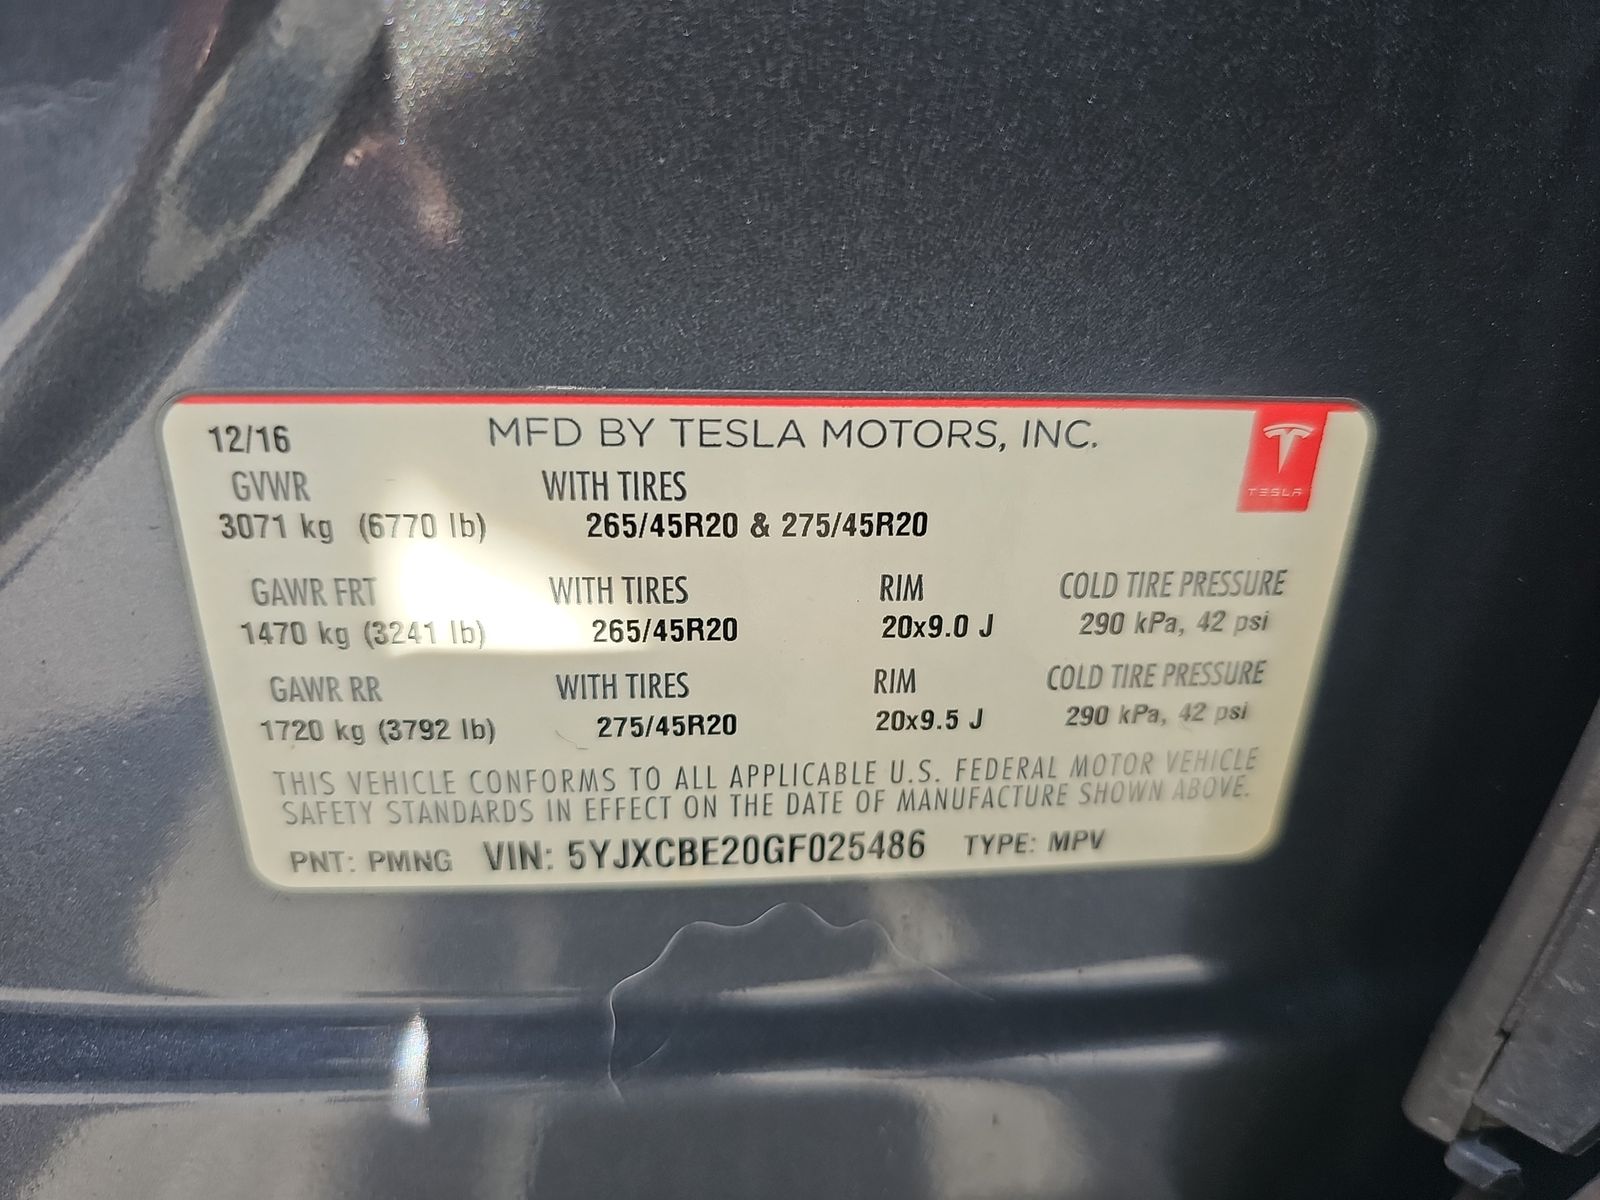 12/16 MFD BY TESLA MOTORS, INC.
TESLA
GVWR WITH TIRES
3071 kg (6770 lb) 265/45R20 & 275/45R20
GAWR FRT WITH TIRES RIM COLD TIRE PRESSURE
1470 kg (3241 lb) 265/45R20 20x9.0 J 290 kPa, 42 psi
GAWR RR WITH TIRES RIM COLD TIRE PRESSURE
1720 kg (3792 lb) 275/45R20 20x9.5 J 290 kPa, 42 psi
THIS VEHICLE CONFORMS TO ALL APPLICABLE U.S. FEDERAL MOTOR VEHICLE
SAFETY STANDARDS IN EFFECT ON THE DATE OF MANUFACTURE SHOWN ABOVE.
PNT: PMNG VIN: 5YJXCBE20GF025486 TYPE: MPV